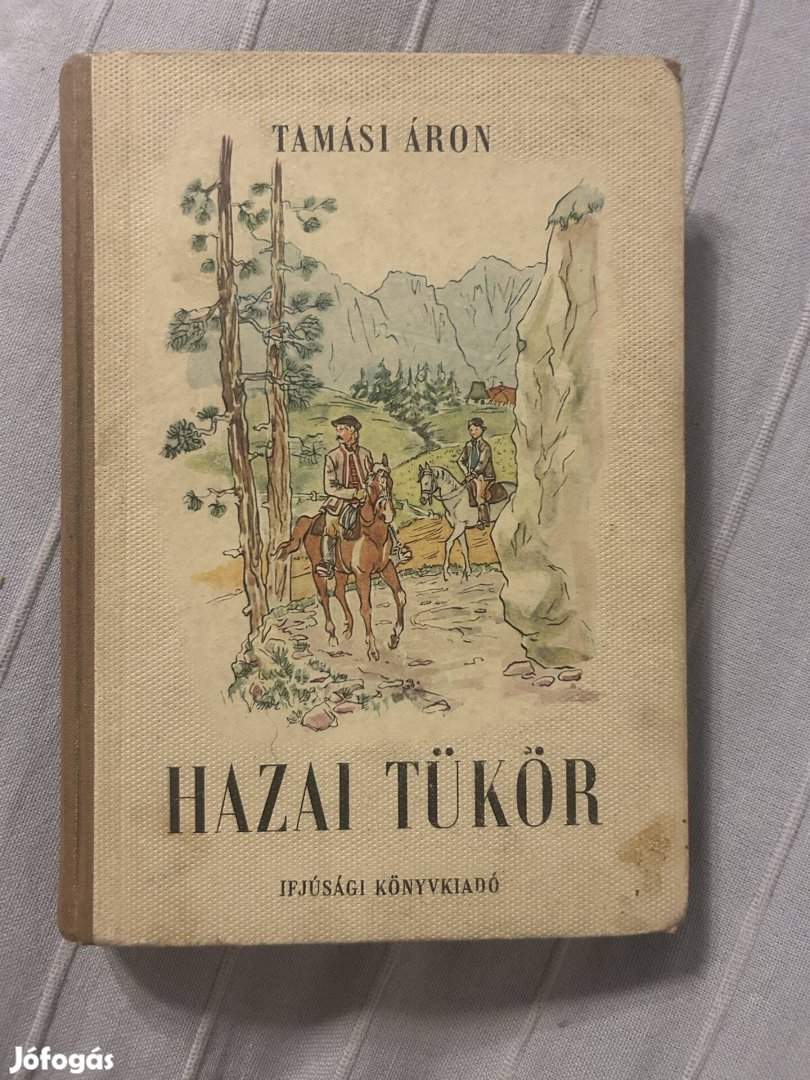 TAMÁSI ÁRON
HAZAI TÜKÖR
IFJÚSÁGI KÖNYVKIADÓ
Jófogás